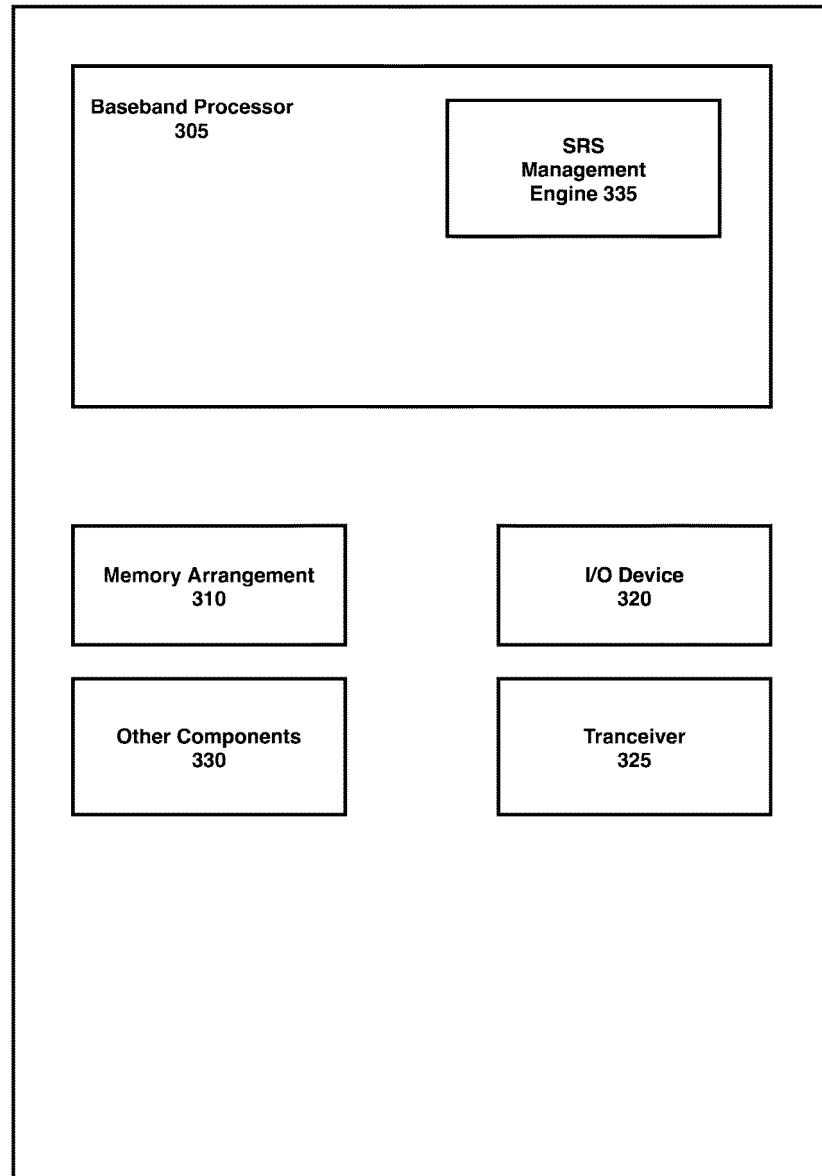 Baseband Processor
305
SRS
Management
Engine 335
Memory Arrangement
310
I/O Device
320
Other Components
330
Tranceiver
325